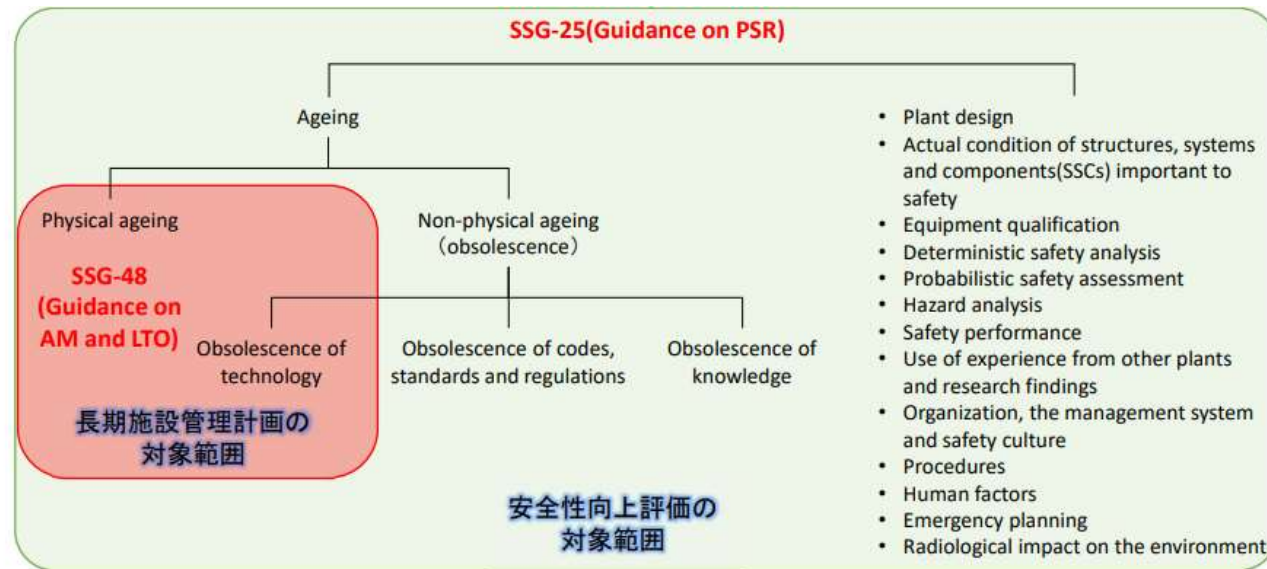 SSG-25(Guidance on PSR)
Ageing
Physical ageing
Non-physical ageing
（obsolescence）
SSG-48
(Guidance on
AM and LTO)
Obsolescence of
technology
Obsolescence of codes,
standards and regulations
Obsolescence of
knowledge
長期施設管理計画の
対象範囲
安全性向上評価の
対象範囲
• Plant design
• Actual condition of structures, systems
and components(SSCs) important to
safety
• Equipment qualification
• Deterministic safety analysis
• Probabilistic safety assessment
• Hazard analysis
• Safety performance
• Use of experience from other plants
and research findings
• Organization, the management system
and safety culture
• Procedures
• Human factors
• Emergency planning
• Radiological impact on the environment